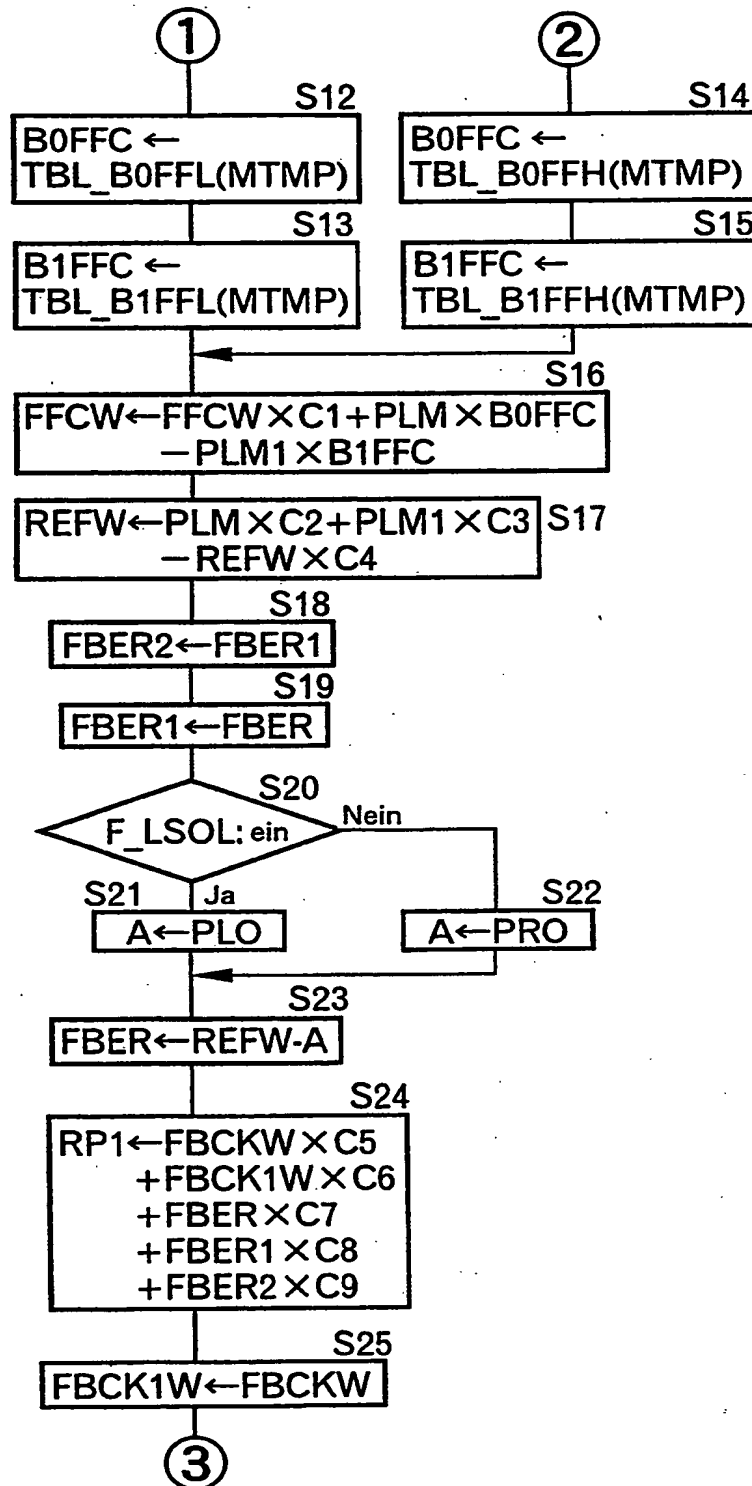 1
2
S12
B0FFC ←
TBL_B0FFL(MTMP)
S14
B0FFC ←
TBL_B0FFH(MTMP)
S13
B1FFC ←
TBL_B1FFL(MTMP)
S15
B1FFC ←
TBL_B1FFH(MTMP)
S16
FFCW←FFCW×C1+PLM×B0FFC
−PLM1×B1FFC
REFW←PLM×C2+PLM1×C3
−REFW×C4
S17
S18
FBER2←FBER1
S19
FBER1←FBER
S20
F_LSOL: ein
Nein
Ja
S21
A←PLO
S22
A←PRO
S23
FBER←REFW-A
S24
RP1←FBCKW×C5
+FBCK1W×C6
+FBER×C7
+FBER1×C8
+FBER2×C9
S25
FBCK1W←FBCKW
3